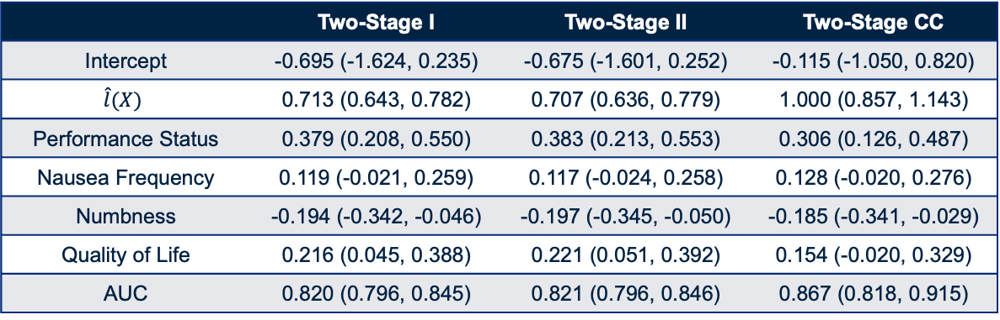 Two-Stage I Two-Stage II Two-Stage CC
Intercept -0.695 (-1.624, 0.235) -0.675 (-1.601, 0.252) -0.115 (-1.050, 0.820)
l̂(X) 0.713 (0.643, 0.782) 0.707 (0.636, 0.779) 1.000 (0.857, 1.143)
Performance Status 0.379 (0.208, 0.550) 0.383 (0.213, 0.553) 0.306 (0.126, 0.487)
Nausea Frequency 0.119 (-0.021, 0.259) 0.117 (-0.024, 0.258) 0.128 (-0.020, 0.276)
Numbness -0.194 (-0.342, -0.046) -0.197 (-0.345, -0.050) -0.185 (-0.341, -0.029)
Quality of Life 0.216 (0.045, 0.388) 0.221 (0.051, 0.392) 0.154 (-0.020, 0.329)
AUC 0.820 (0.796, 0.845) 0.821 (0.796, 0.846) 0.867 (0.818, 0.915)